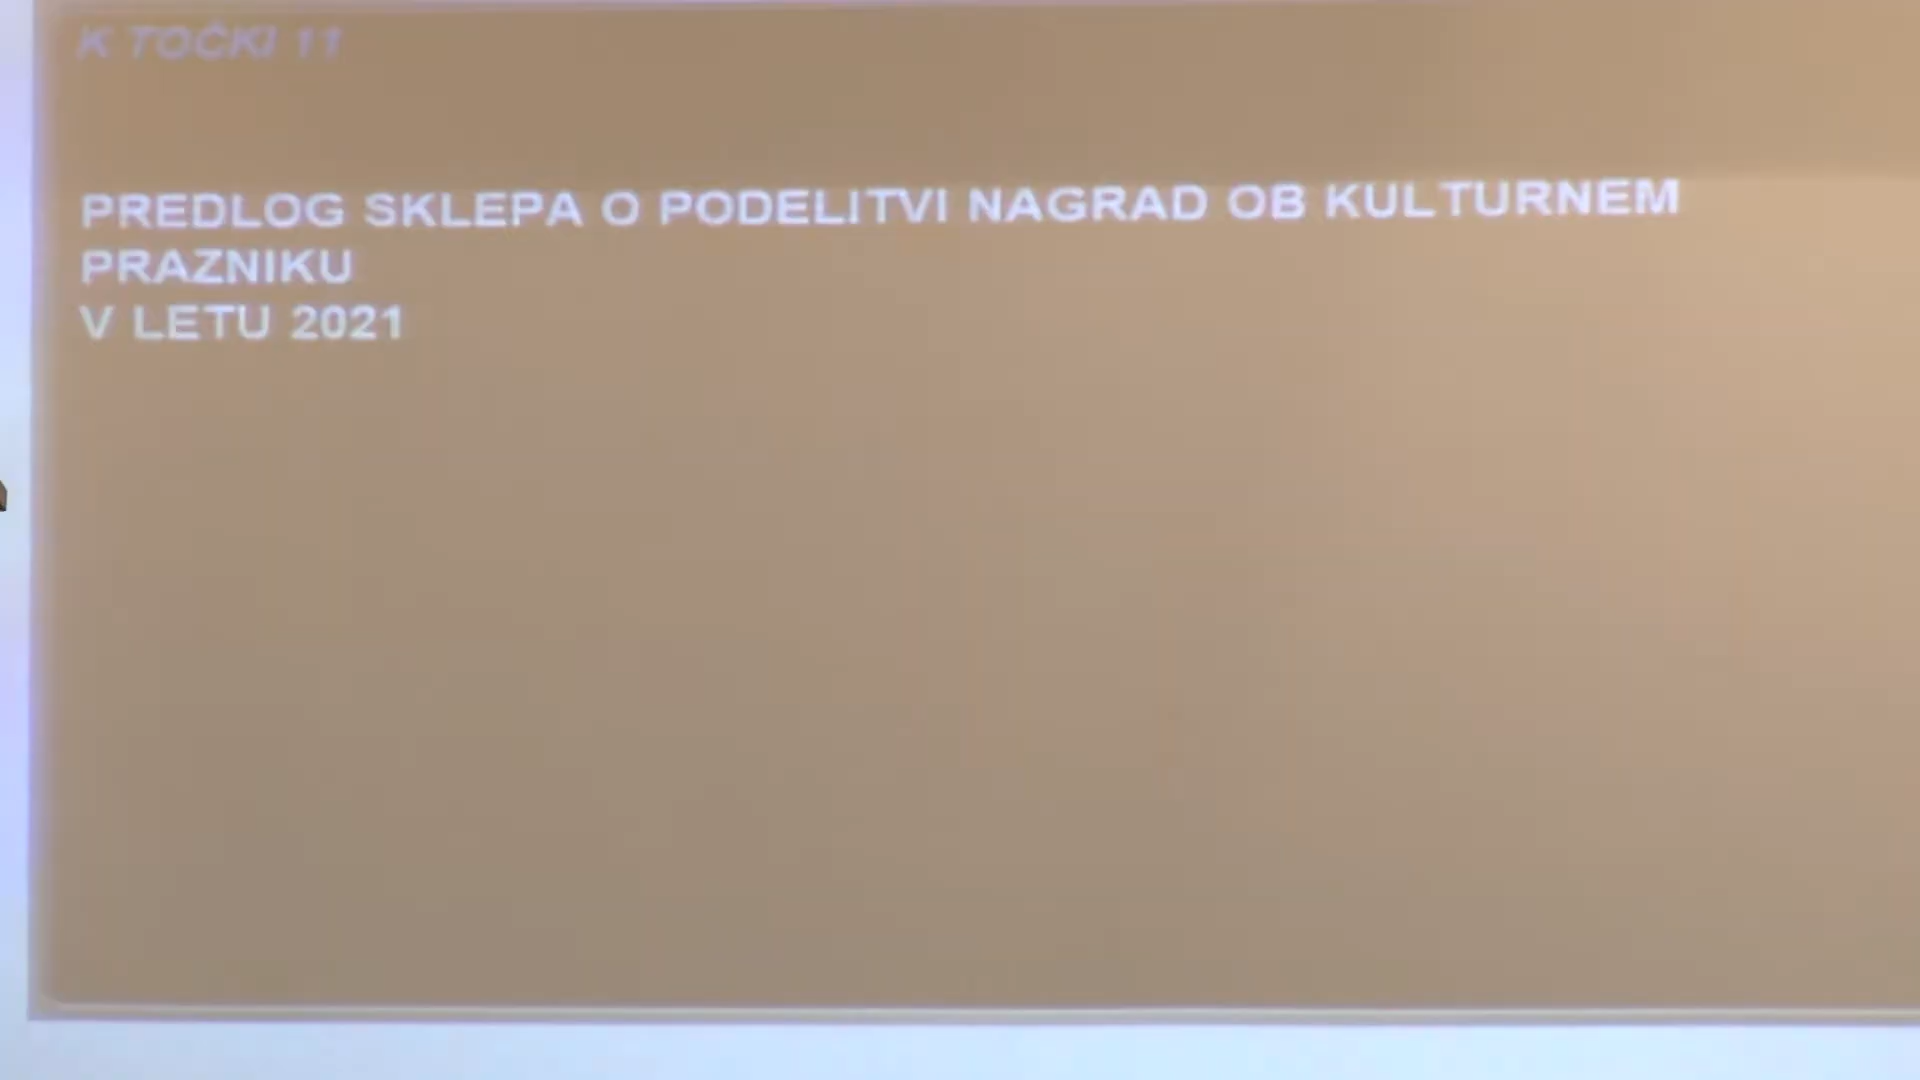 K TOČKI 11
PREDLOG SKLEPA O PODELITVI NAGRAD OB KULTURNEM
PRAZNIKU
V LETU 2021